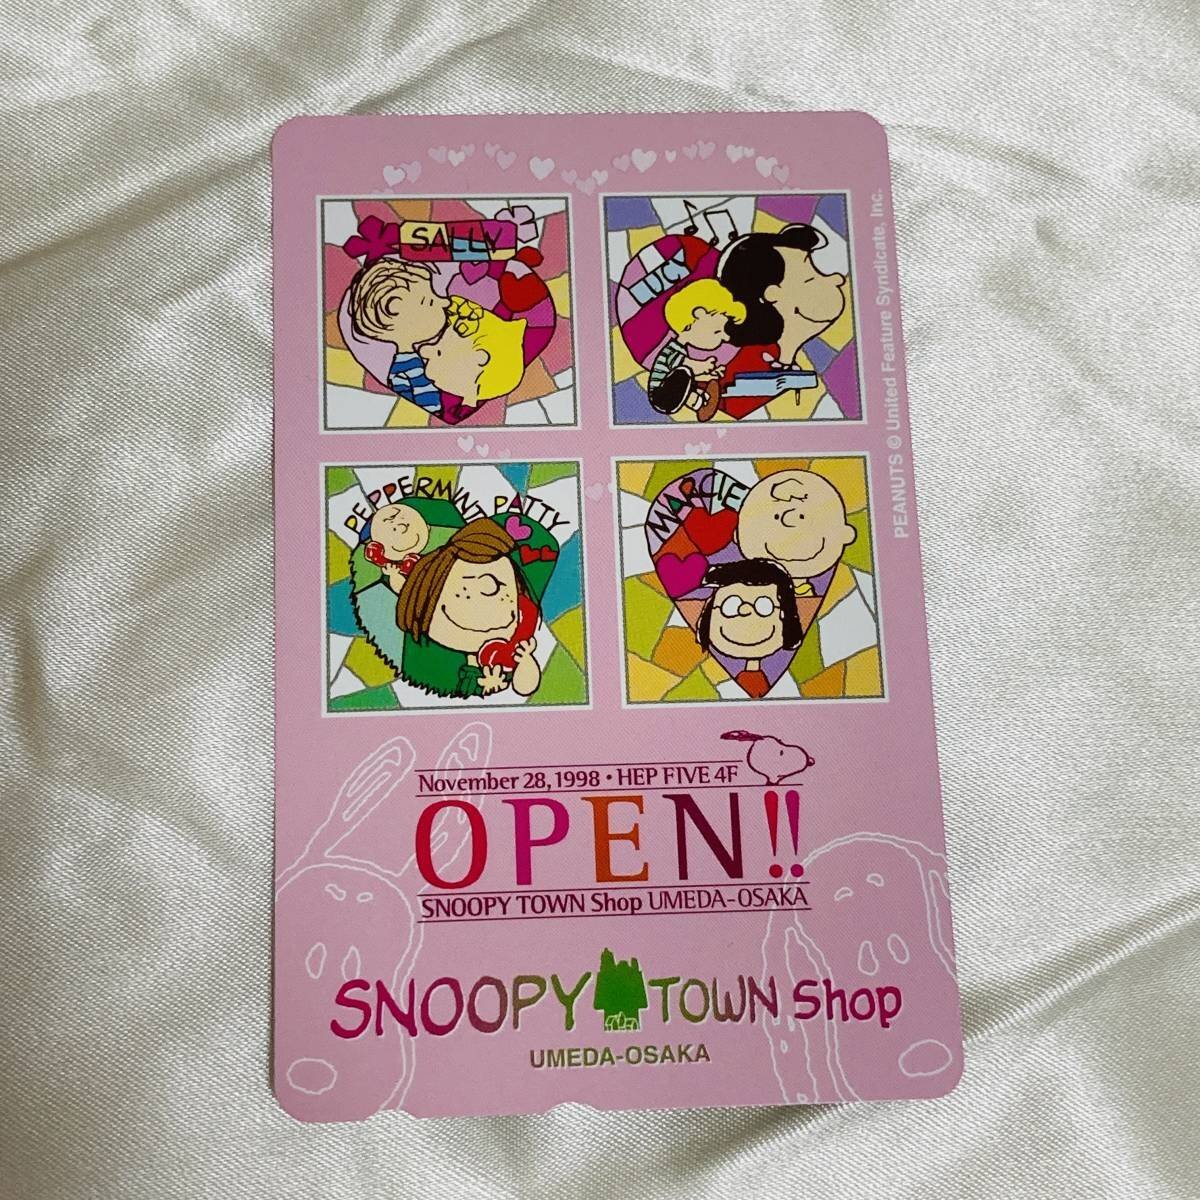 SALLY
LUCY
PEPPERMINT PATTY
MARCIE
PEANUTS © United Feature Syndicate, Inc.
November 28, 1998・HEP FIVE 4F
OPEN!!
SNOOPY TOWN Shop UMEDA-OSAKA
SNOOPY TOWN Shop
UMEDA-OSAKA